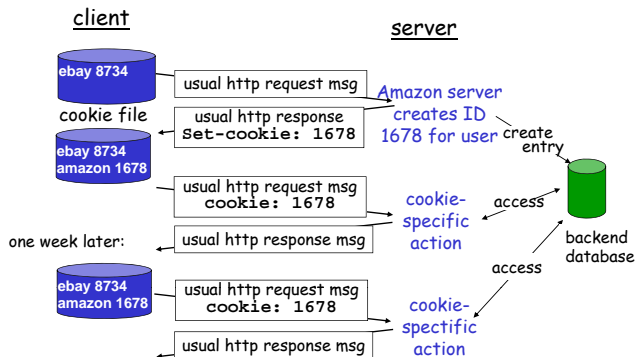 client
server
ebay 8734
usual http request msg
Amazon server
creates ID
1678 for user
cookie file
usual http response
Set-cookie: 1678
create
entry
ebay 8734
amazon 1678
usual http request msg
cookie: 1678
cookie-
specific
action
access
backend
database
usual http response msg
one week later:
access
ebay 8734
amazon 1678
usual http request msg
cookie: 1678
cookie-
spectific
action
usual http response msg